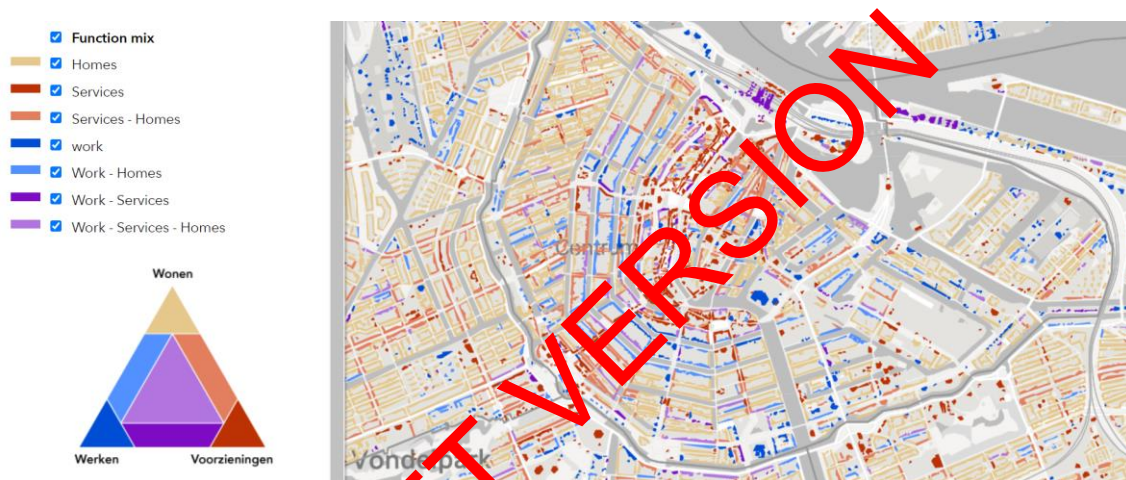 Function mix
Homes
Services
Services - Homes
work
Work - Homes
Work - Services
Work - Services - Homes
Wonen
Werken
Voorzieningen
Centrum
Vondelpark
VERSION